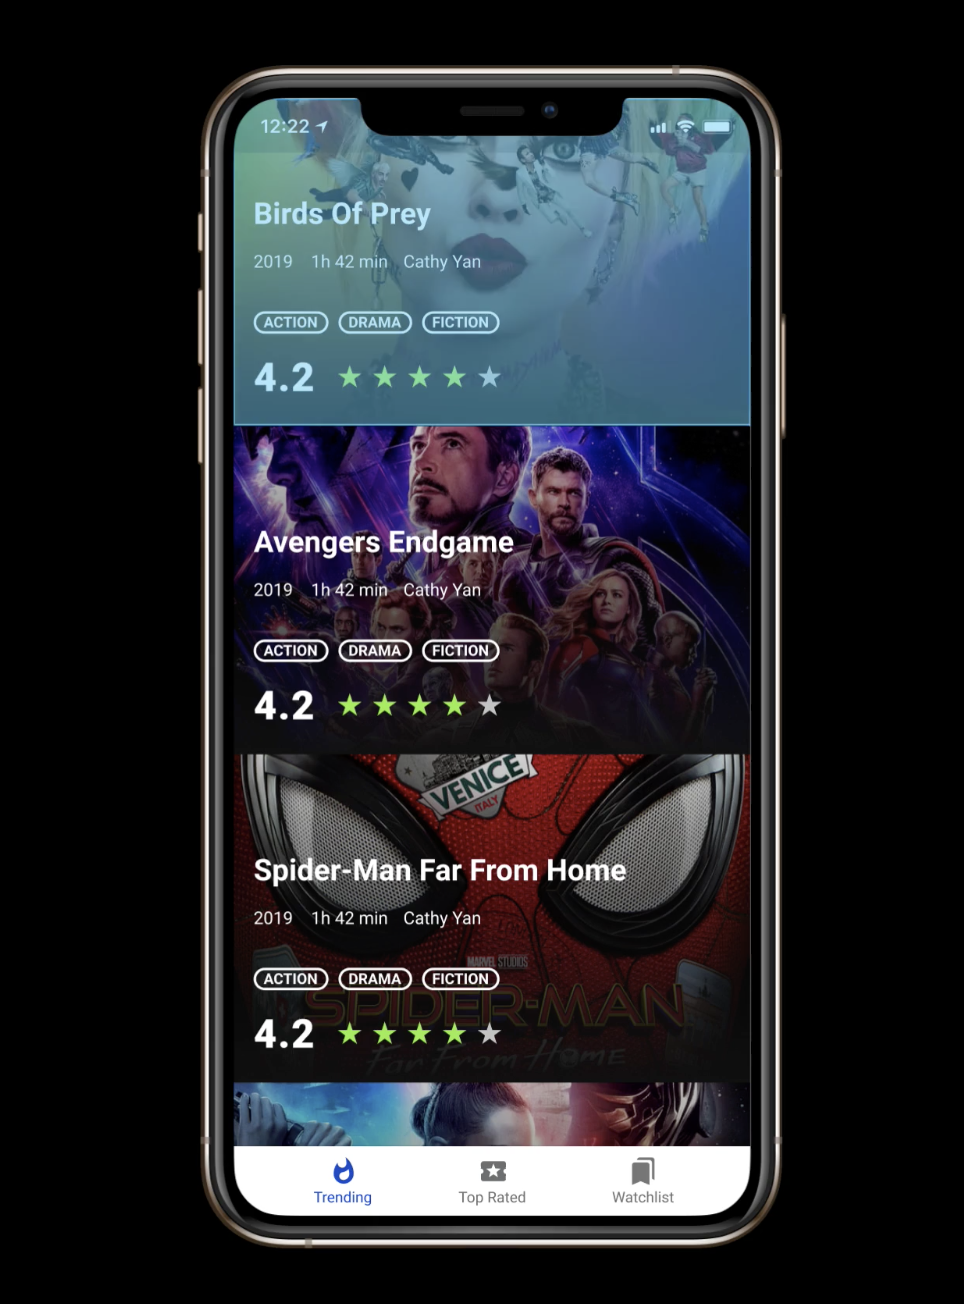 12:22
Birds Of Prey
2019 1h 42 min Cathy Yan
ACTION DRAMA FICTION
4.2
Avengers Endgame
2019 1h 42 min Cathy Yan
ACTION DRAMA FICTION
4.2
VENICE
ITALY
Spider-Man Far From Home
2019 1h 42 min Cathy Yan
MARVEL STUDIOS
ACTION DRAMA FICTION
SPIDER-MAN
4.2
Far From Home
Trending Top Rated Watchlist